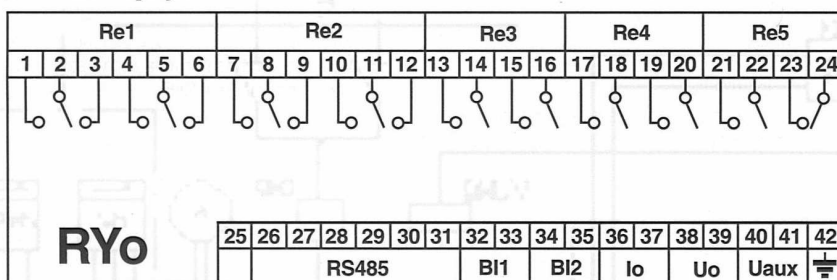 Re1 Re2 Re3 Re4 Re5
1 2 3 4 5 6 7 8 9 10 11 12 13 14 15 16 17 18 19 20 21 22 23 24
RYo
25 26 27 28 29 30 31 32 33 34 35 36 37 38 39 40 41 42
RS485 BI1 BI2 Io Uo Uaux